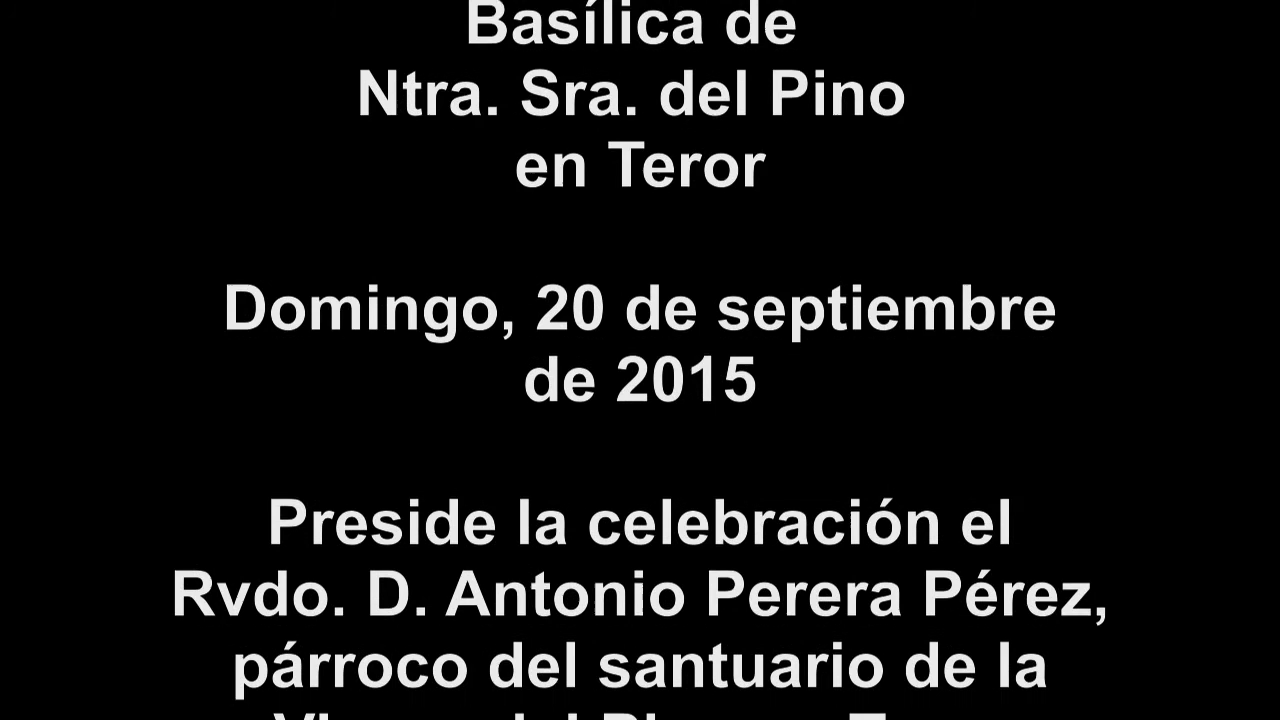 Basílica de
Ntra. Sra. del Pino
en Teror
Domingo, 20 de septiembre
de 2015
Preside la celebración el
Rvdo. D. Antonio Perera Pérez,
párroco del santuario de la